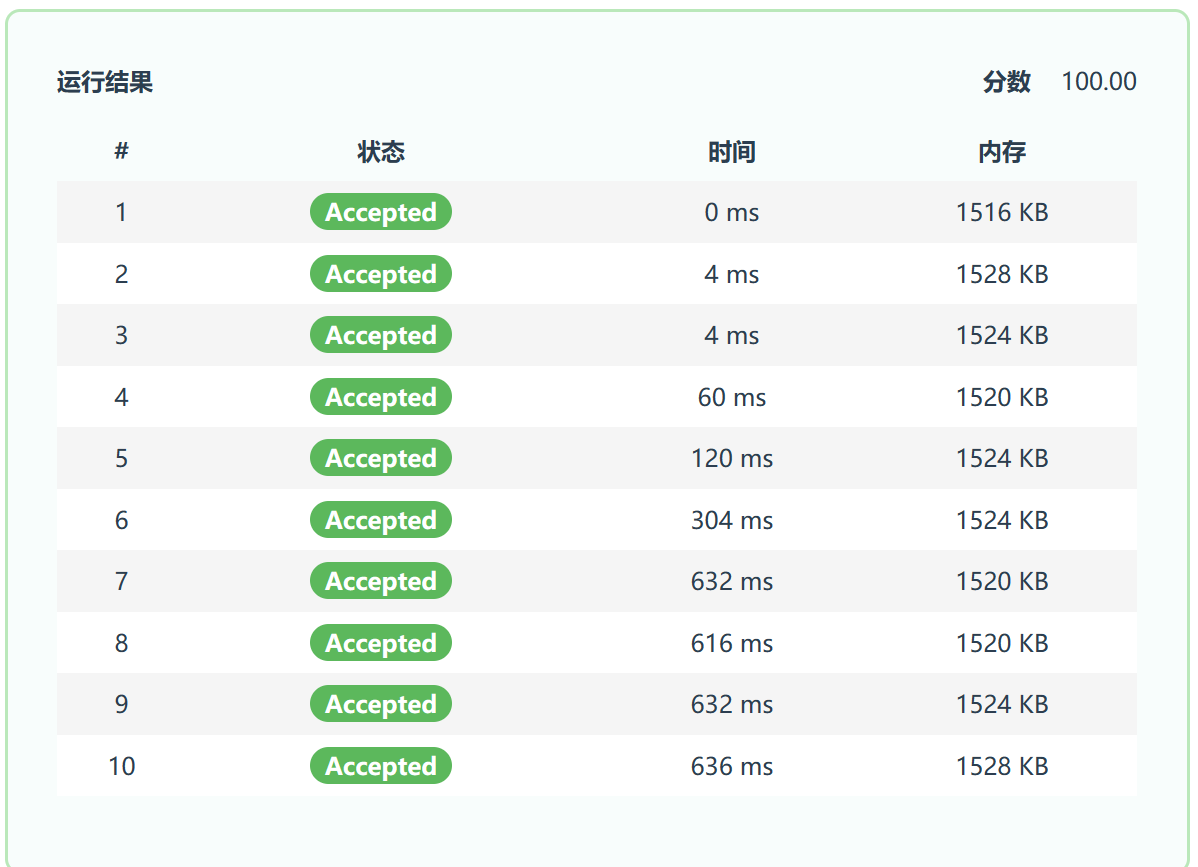 运行结果 分数 100.00
# 状态 时间 内存
1 Accepted 0 ms 1516 KB
2 Accepted 4 ms 1528 KB
3 Accepted 4 ms 1524 KB
4 Accepted 60 ms 1520 KB
5 Accepted 120 ms 1524 KB
6 Accepted 304 ms 1524 KB
7 Accepted 632 ms 1520 KB
8 Accepted 616 ms 1520 KB
9 Accepted 632 ms 1524 KB
10 Accepted 636 ms 1528 KB